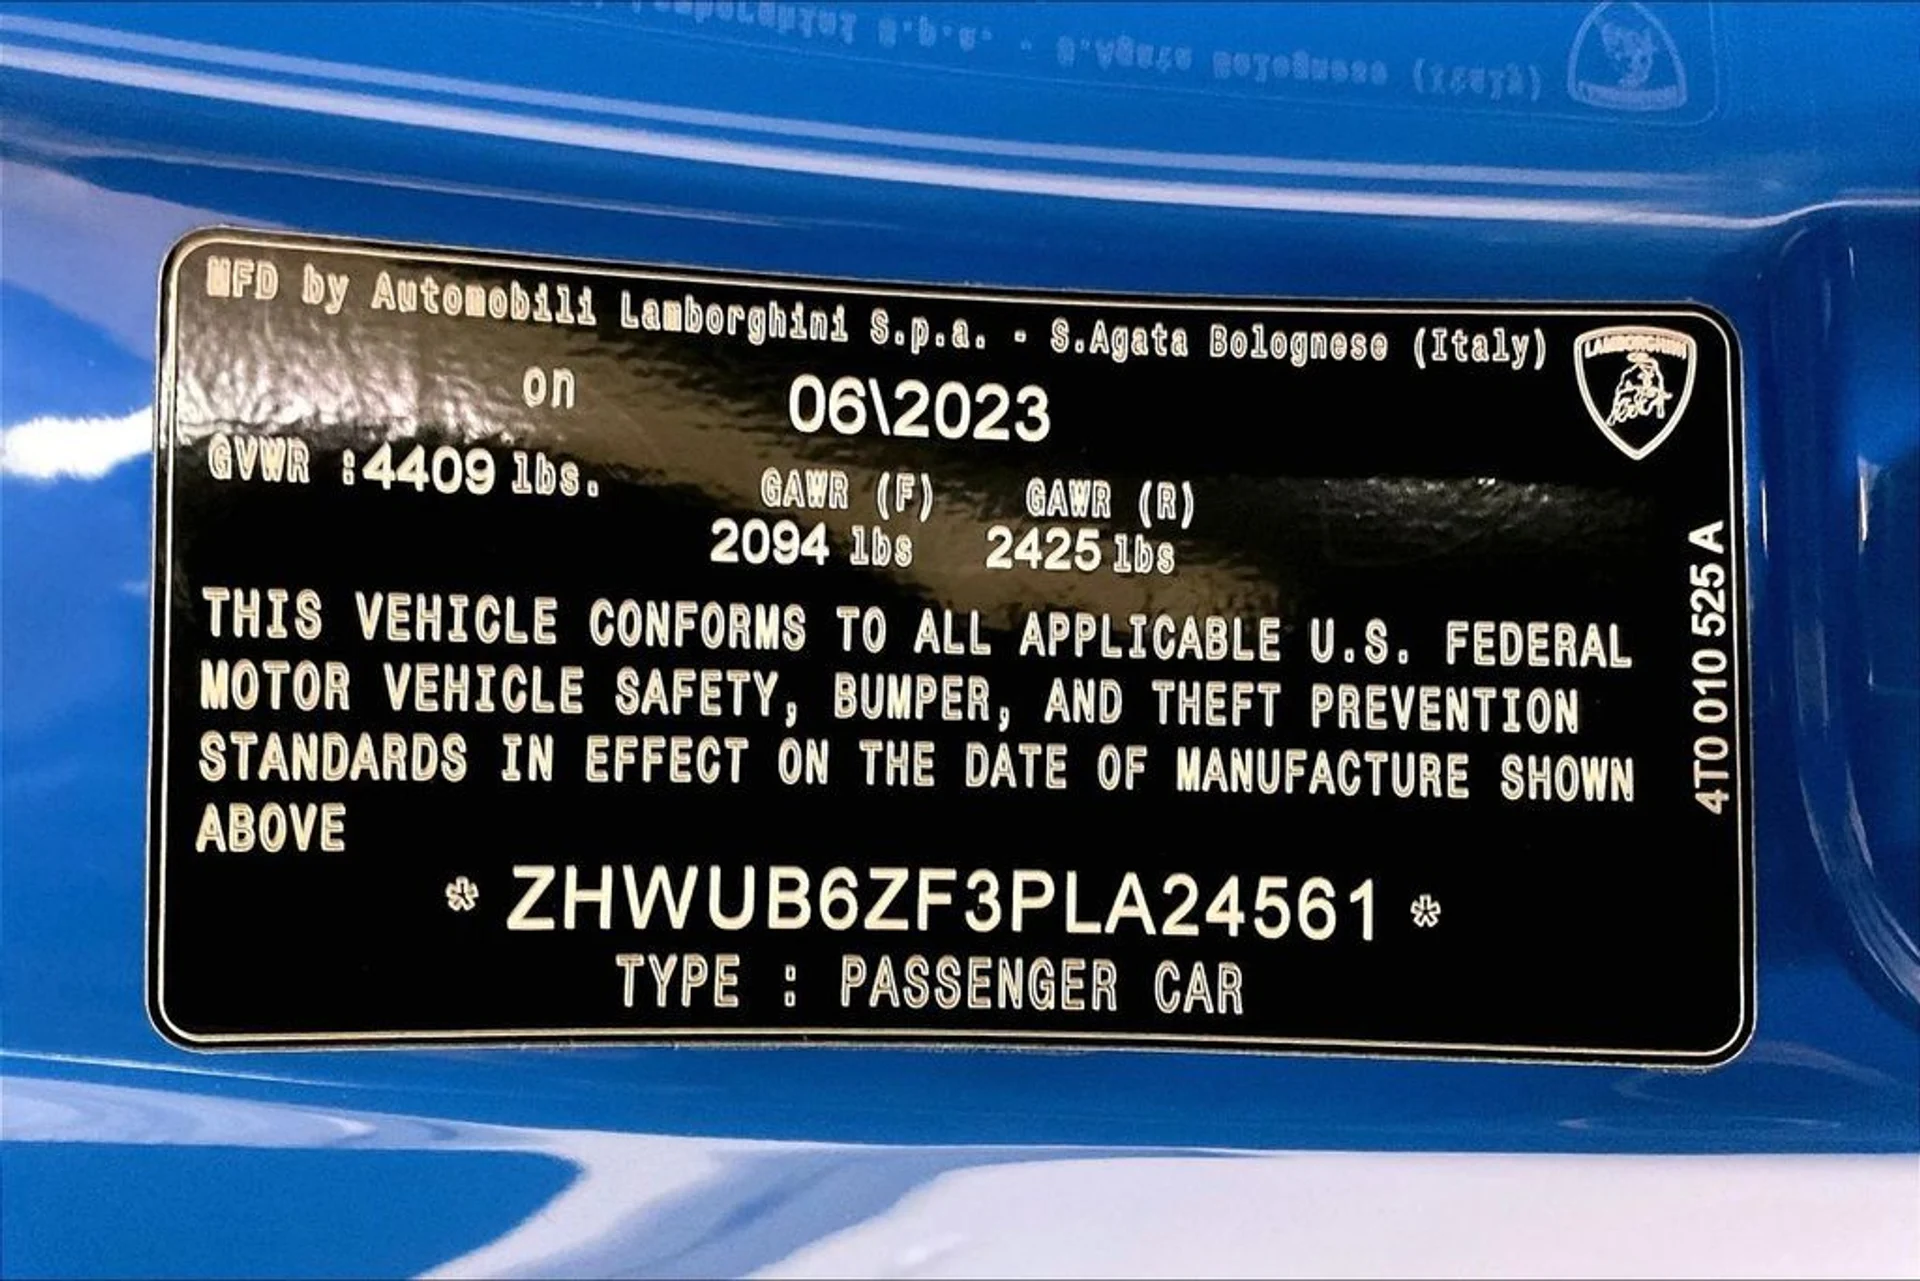 MFD by Automobili Lamborghini S.p.a. - S.Agata Bolognese (Italy)
LAMBORGHINI
on 06\2023
GVWR :4409 lbs. GAWR (F) GAWR (R)
2094 lbs 2425 lbs
THIS VEHICLE CONFORMS TO ALL APPLICABLE U.S. FEDERAL
MOTOR VEHICLE SAFETY, BUMPER, AND THEFT PREVENTION
STANDARDS IN EFFECT ON THE DATE OF MANUFACTURE SHOWN
ABOVE
* ZHWUB6ZF3PLA24561 *
TYPE : PASSENGER CAR
4T0 010 525 A